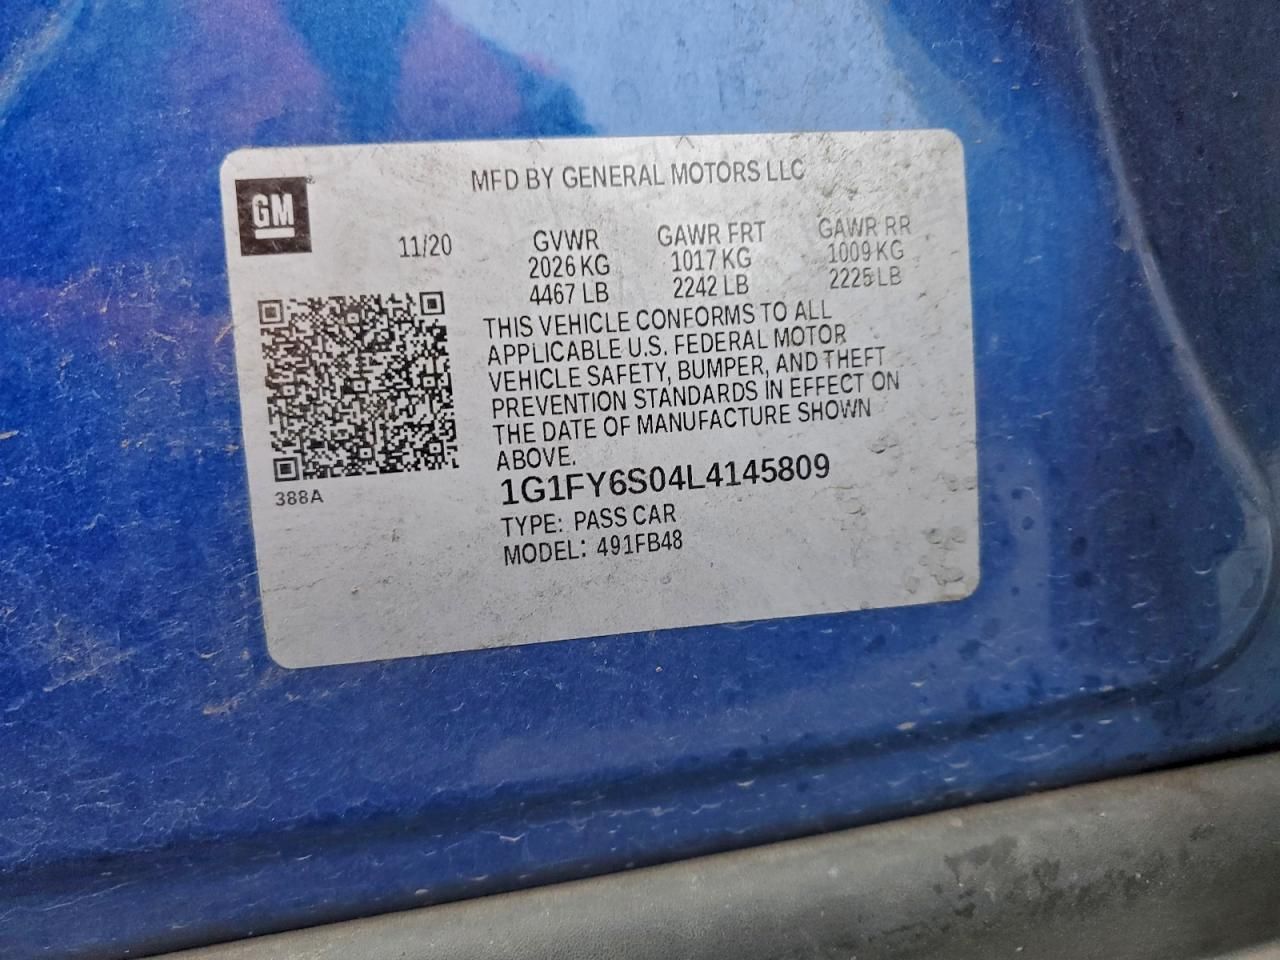 MFD BY GENERAL MOTORS LLC
GM
11/20
GVWR GAWR FRT GAWR RR
2026 KG 1017 KG 1009 KG
4467 LB 2242 LB 2225 LB
THIS VEHICLE CONFORMS TO ALL
APPLICABLE U.S. FEDERAL MOTOR
VEHICLE SAFETY, BUMPER, AND THEFT
PREVENTION STANDARDS IN EFFECT ON
THE DATE OF MANUFACTURE SHOWN
ABOVE.
388A
1G1FY6S04L4145809
TYPE: PASS CAR
MODEL: 491FB48